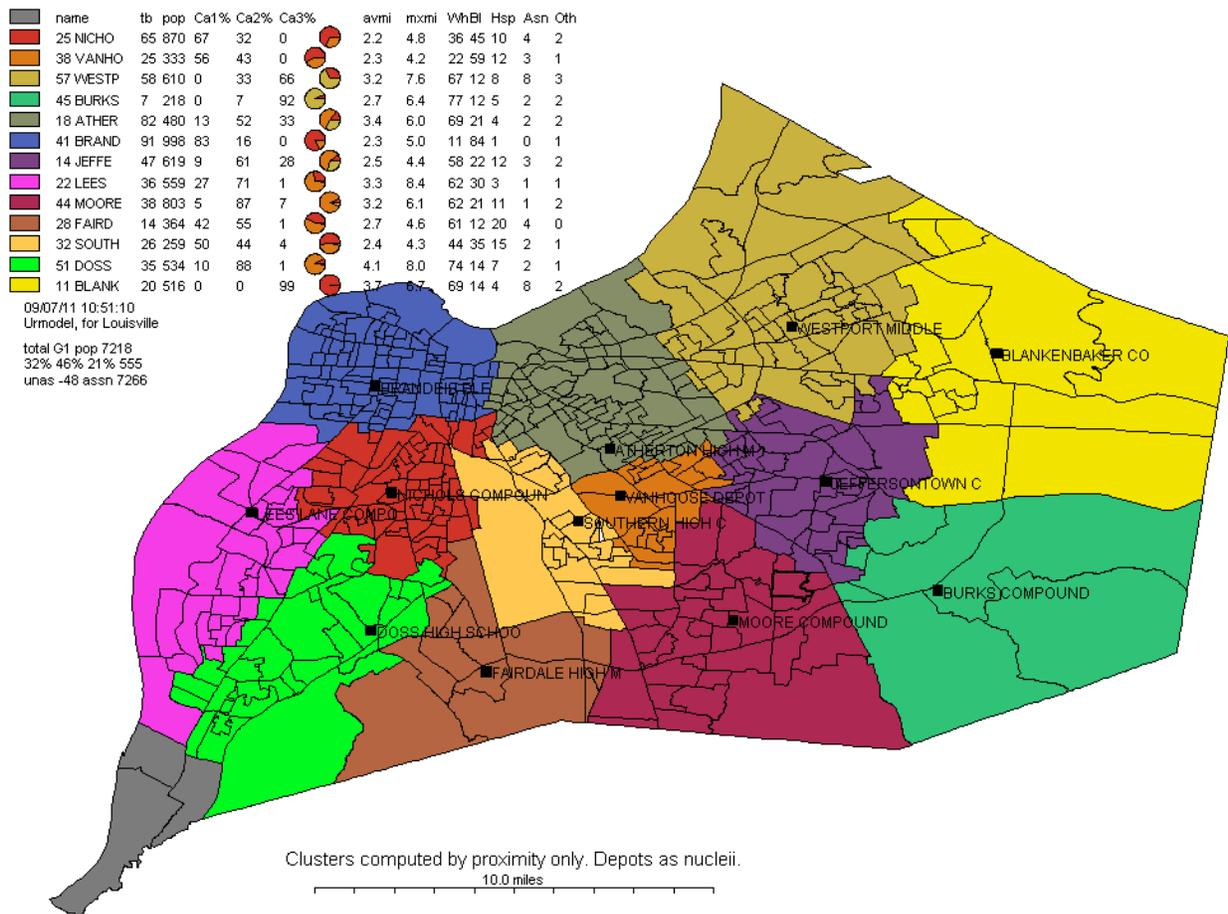 name tb pop Ca1% Ca2% Ca3% avmi mxmi Wh Bl Hsp Asn Oth
25 NICHO 65 870 67 32 0 2.2 4.8 36 45 10 4 2
38 VANHO 25 333 56 43 0 2.3 4.2 22 59 12 3 1
57 WESTP 58 610 0 33 66 3.2 7.6 67 12 8 8 3
45 BURKS 7 218 0 7 92 2.7 6.4 77 12 5 2 2
18 ATHER 82 480 13 52 33 3.4 6.0 69 21 4 2 2
41 BRAND 91 998 83 16 0 2.3 5.0 11 84 1 0 1
14 JEFFE 47 619 9 61 28 2.5 4.4 58 22 12 3 2
22 LEES 36 559 27 71 1 3.3 8.4 62 30 3 1 1
44 MOORE 38 803 5 87 7 3.2 6.1 62 21 11 1 2
28 FAIRD 14 364 42 55 1 2.7 4.6 61 12 20 4 0
32 SOUTH 26 259 50 44 4 2.4 4.3 44 35 15 2 1
51 DOSS 35 534 10 88 1 4.1 8.0 74 14 7 2 1
11 BLANK 20 516 0 0 99 3.7 6.7 69 14 4 8 2
09/07/11 10:51:10
Urmodel, for Louisville
total G1 pop 7218
32% 46% 21% 555
unas -48 assn 7266
WESTPORT MIDDLE
BLANKENBAKER CO
BRANDEIS ELE
ATHERTON HIGH M
JEFFERSONTOWN C
NICHOLS COMPOUN
VANHOOSE DEPOT
LEES LANE COMPO
SOUTHERN HIGH C
BURKS COMPOUND
MOORE COMPOUND
DOSS HIGH SCHOO
FAIRDALE HIGH M
Clusters computed by proximity only. Depots as nucleii.
10.0 miles